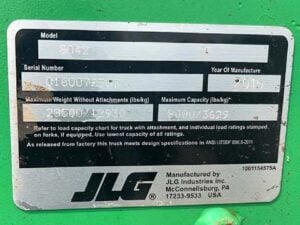 Model
8042
Serial Number
Year Of Manufacture
Maximum Weight Without Attachments (lbs/kg)
Maximum Capacity (lbs/kg)*
* Refer to load capacity chart for truck with attachment, and individual load ratings stamped
on forks, if equipped. Use lowest capacity of all ratings.
As released from factory this truck meets design specifications in ANSI / ITSDF B56.6-2011
1001154575A
JLG®
Manufactured by
JLG Industries Inc.
McConnellsburg, PA
17233-9533 USA